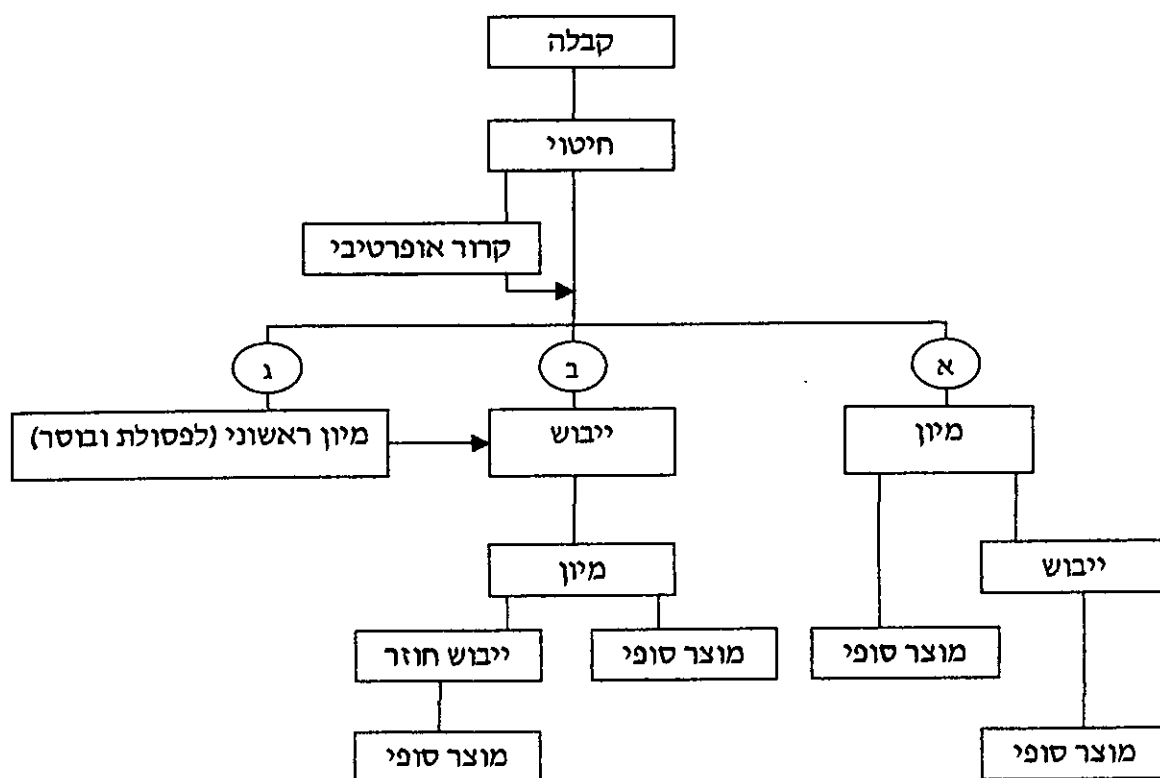 קבלה
חיטוי
קרור אופרטיבי
א
ב
ג
מיון
ייבוש
מיון ראשוני (לפסולת ובוסר)
ייבוש
מיון
מוצר סופי
מוצר סופי
ייבוש חוזר
מוצר סופי
מוצר סופי